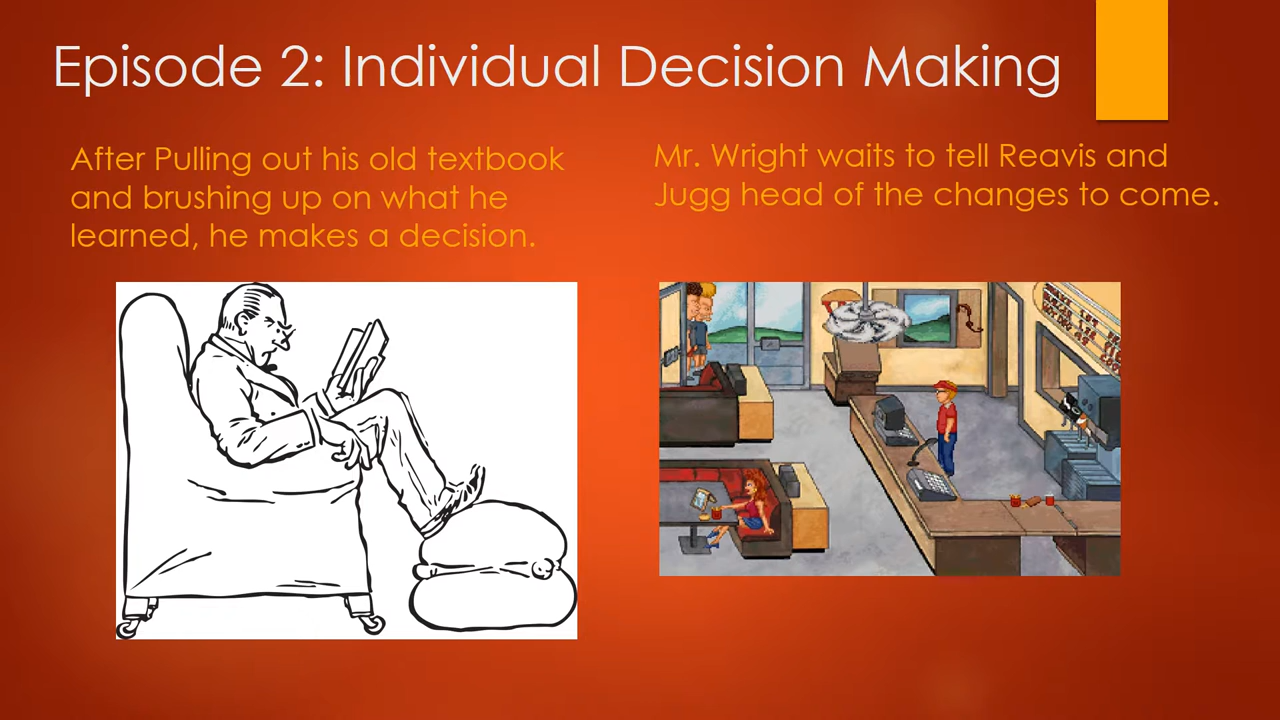 Episode 2: Individual Decision Making
After Pulling out his old textbook
and brushing up on what he
learned, he makes a decision.
Mr. Wright waits to tell Reavis and
Jugg head of the changes to come.